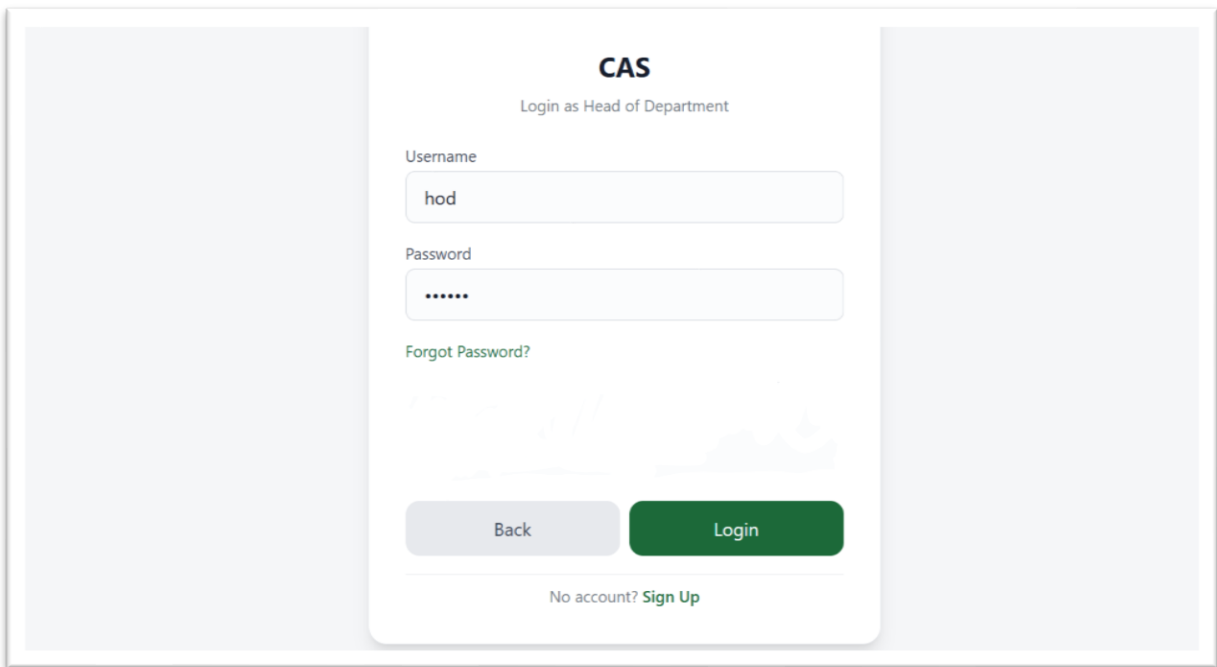 CAS
Login as Head of Department
Username
hod
Password
••••••
Forgot Password?
Back
Login
No account? Sign Up